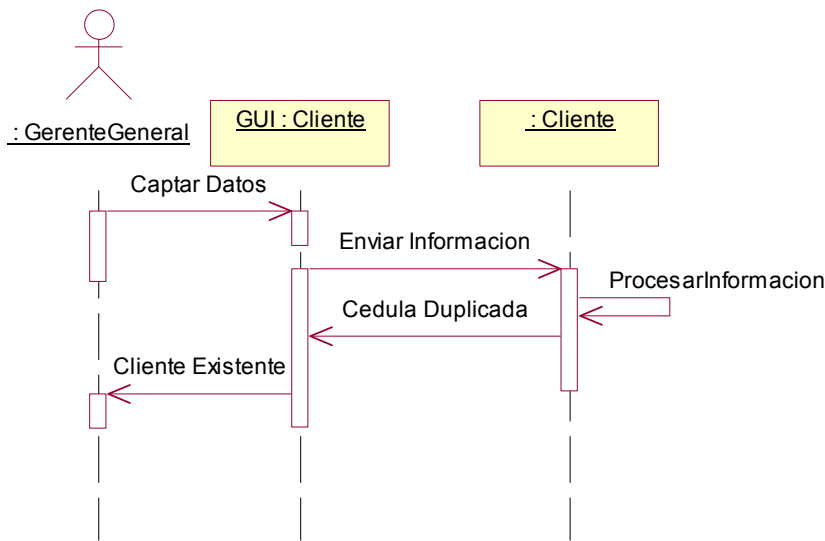 : GerenteGeneral
GUI : Cliente
: Cliente
Captar Datos
Enviar Informacion
ProcesarInformacion
Cedula Duplicada
Cliente Existente